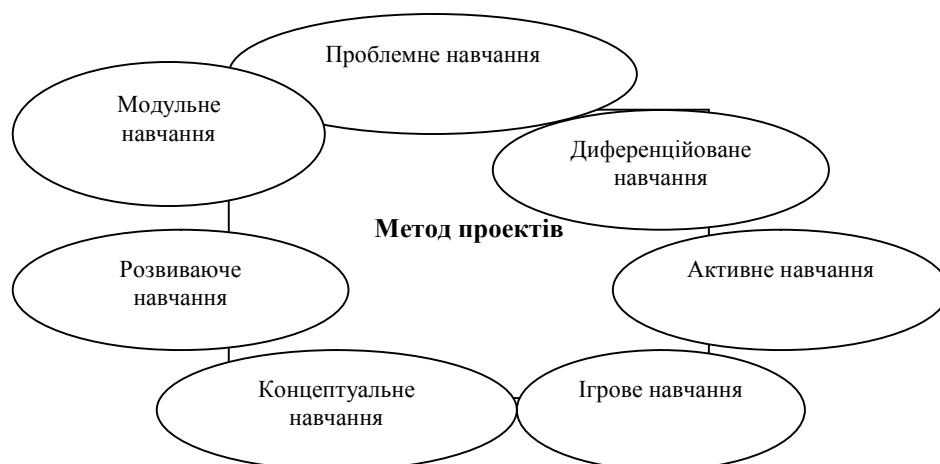 Проблемне навчання
Модульне
навчання
Диференційоване
навчання
Метод проектів
Розвиваюче
навчання
Активне навчання
Концептуальне
навчання
Ігрове навчання